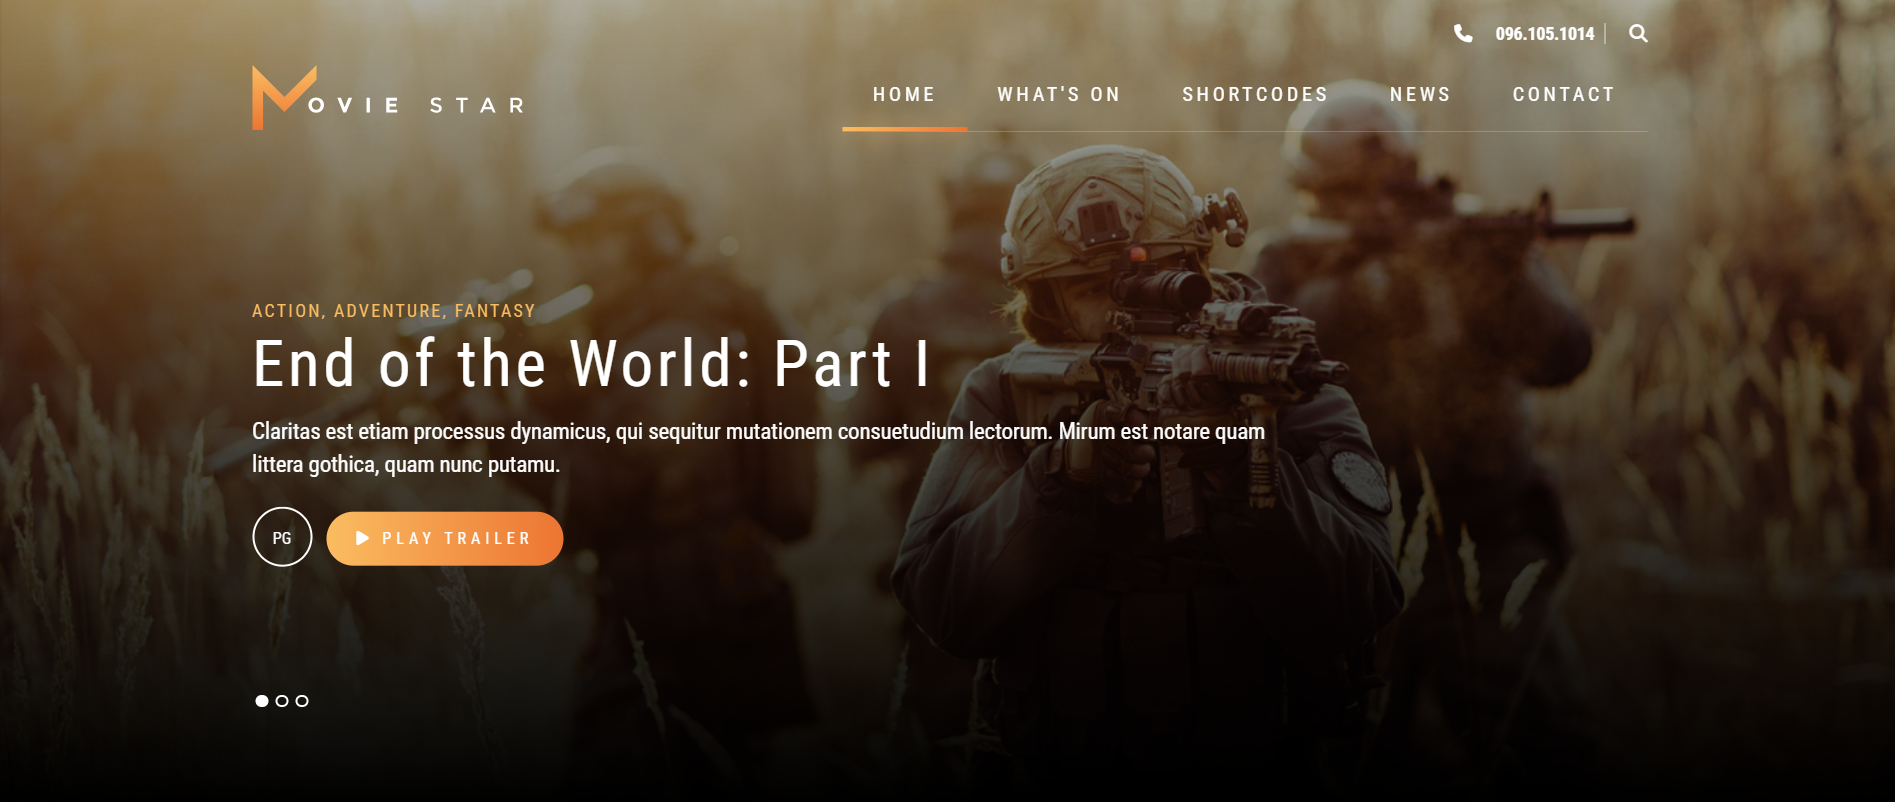 096.105.1014
MOVIE STAR
HOME WHAT'S ON SHORTCODES NEWS CONTACT
ACTION, ADVENTURE, FANTASY
End of the World: Part I
Claritas est etiam processus dynamicus, qui sequitur mutationem consuetudium lectorum. Mirum est notare quam
littera gothica, quam nunc putamu.
PG PLAY TRAILER